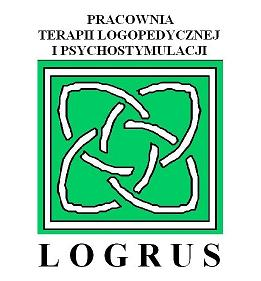 PRACOWNIA
TERAPII LOGOPEDYCZNEJ
I PSYCHOSTYMULACJI
LOGRUS